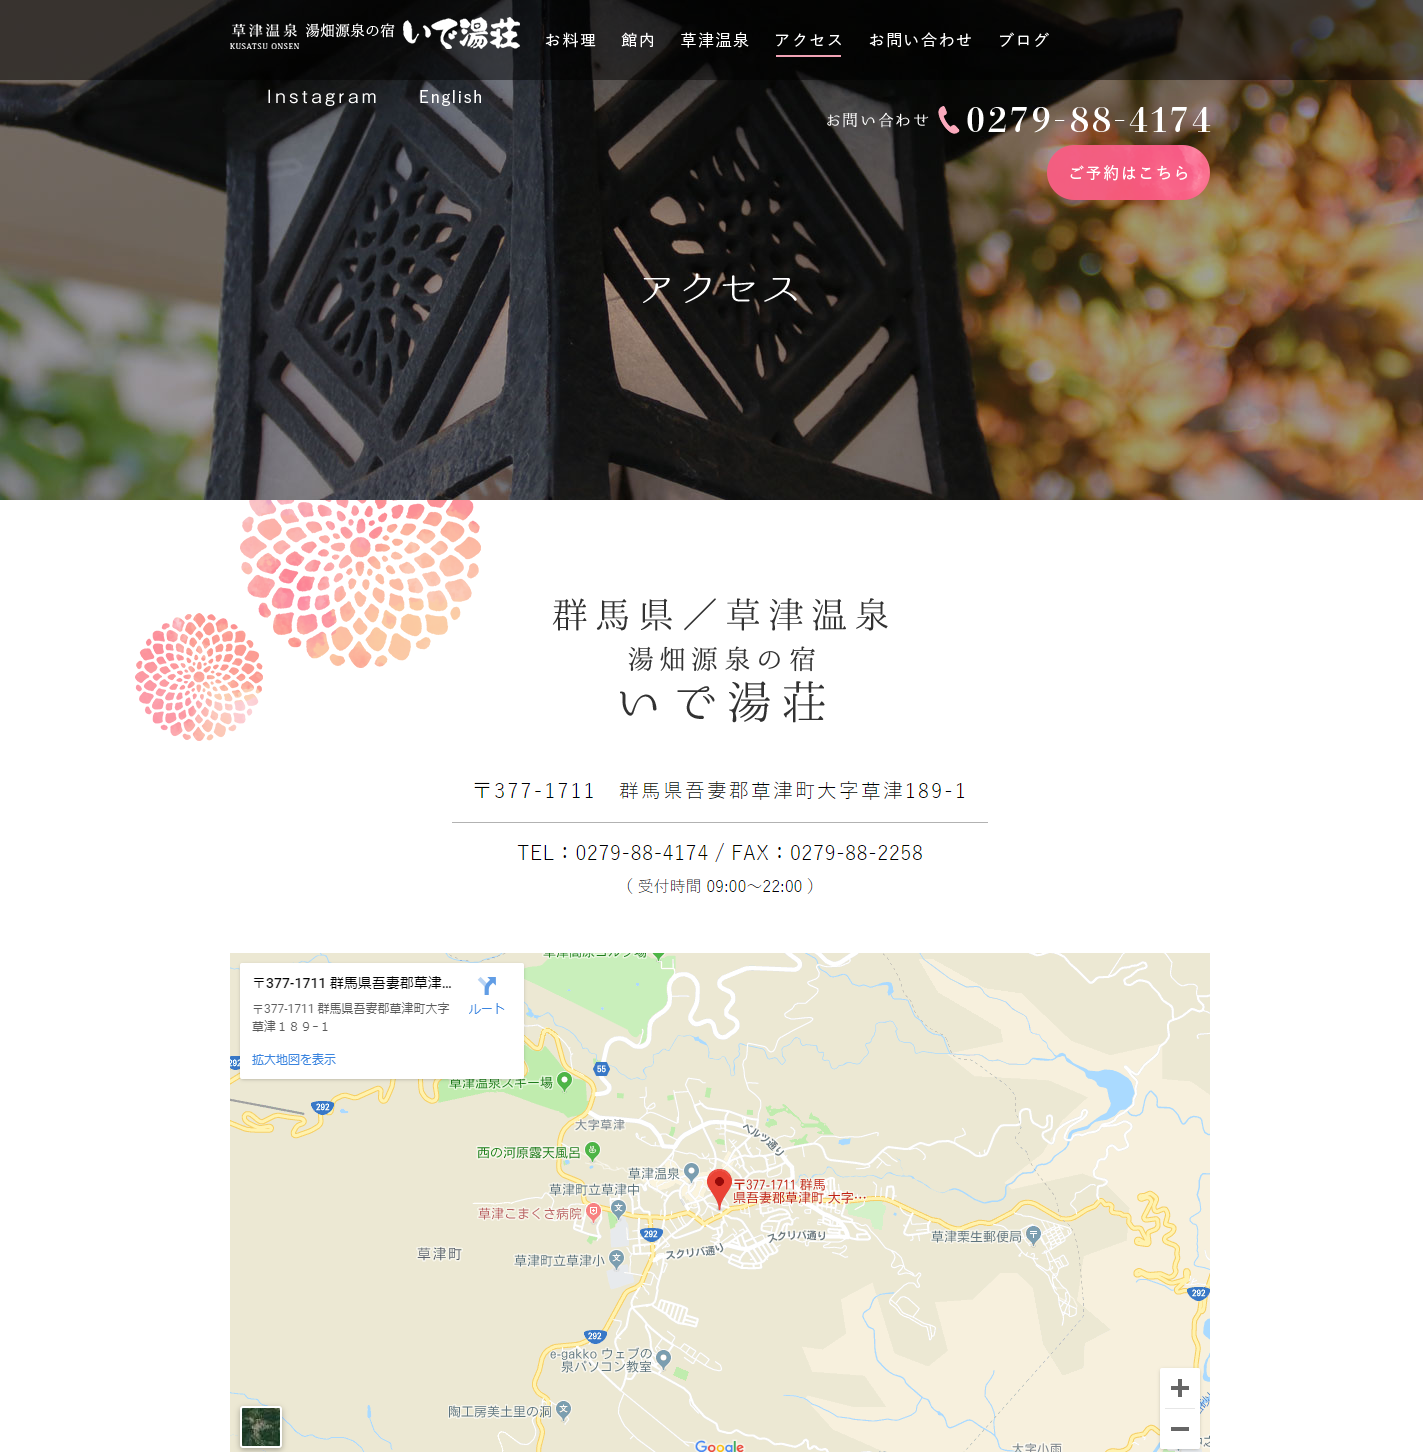 草津温泉 湯畑源泉の宿 いで湯荘
KUSATSU ONSEN
お料理 館内 草津温泉 アクセス お問い合わせ ブログ
Instagram English
お問い合わせ 0279-88-4174
ご予約はこちら
アクセス
群馬県／草津温泉
湯畑源泉の宿
いで湯荘
〒377-1711 群馬県吾妻郡草津町大字草津189-1
TEL：0279-88-4174 / FAX：0279-88-2258
（ 受付時間 09:00～22:00 ）
草津高原ゴルフ場
〒377-1711 群馬県吾妻郡草津...
ルート
〒377-1711 群馬県吾妻郡草津町大字
草津１８９−１
拡大地図を表示
292
55
草津温泉スキー場
292
大字草津
ベルツ通り
西の河原露天風呂
草津温泉
〒377-1711 群馬
県吾妻郡草津町 大字…
草津町立草津中
文
草津こまくさ病院
292
スクリバ通り
草津栗生郵便局
〒
草津町
スクリバ通り
草津町立草津小
文
292
292
e-gakko ウェブの
泉パソコン教室
陶工房美土里の洞
文
Google
大字小雨